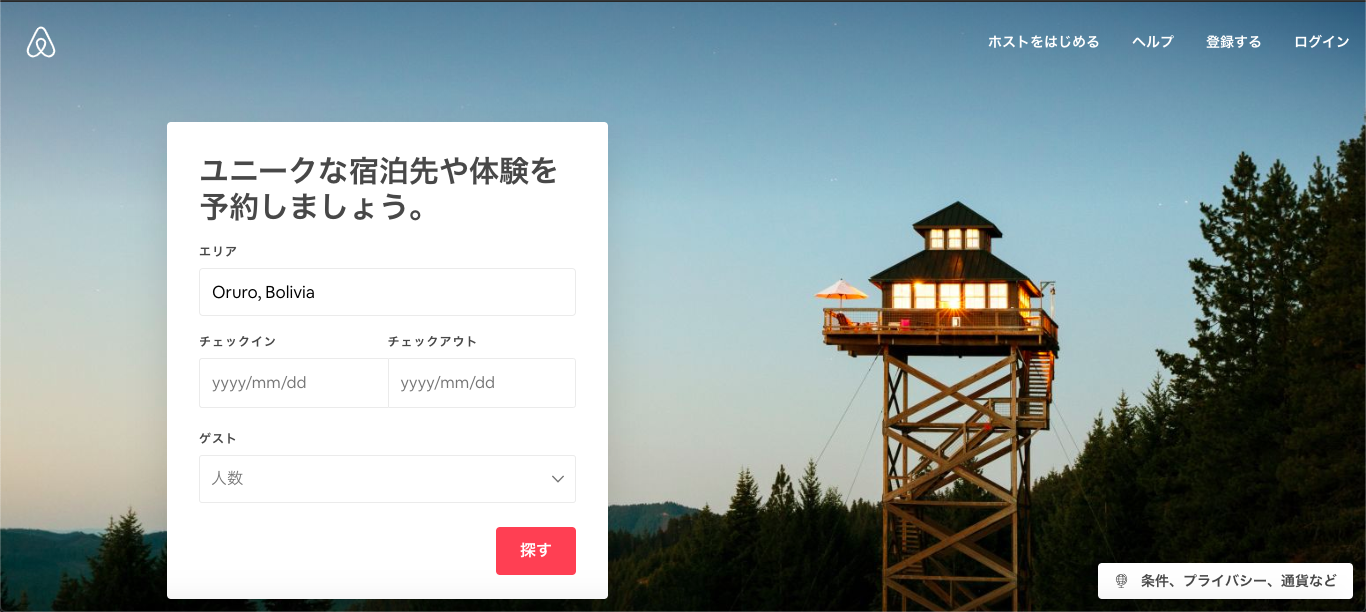 ホストをはじめる ヘルプ 登録する ログイン
ユニークな宿泊先や体験を
予約しましょう。
エリア
Oruro, Bolivia
チェックイン チェックアウト
yyyy/mm/dd yyyy/mm/dd
ゲスト
人数
探す
条件、プライバシー、通貨など